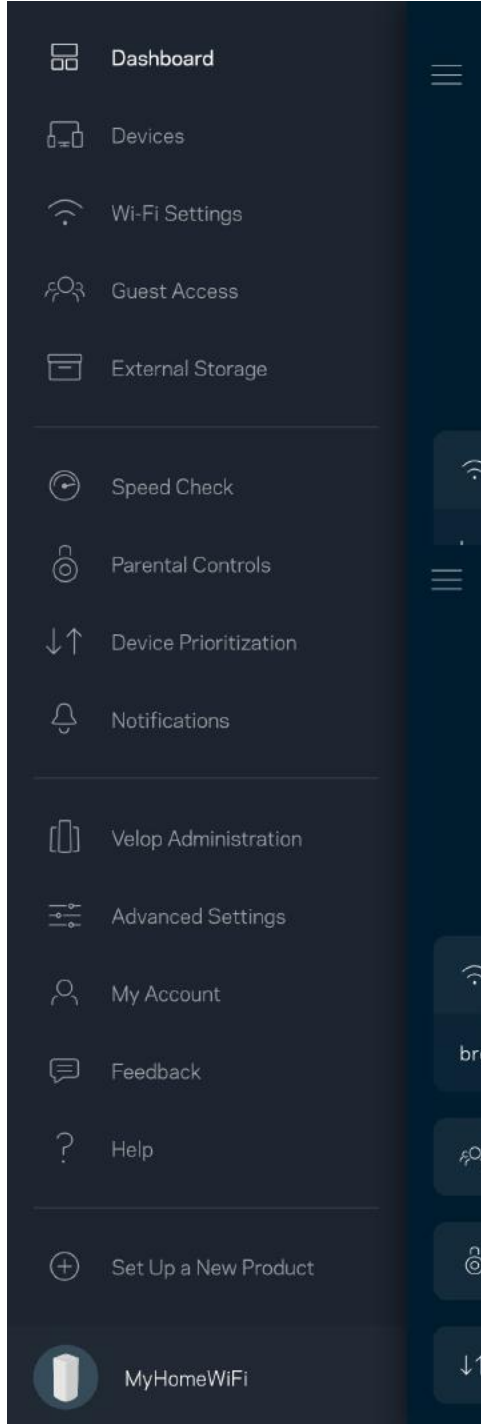 Dashboard
Devices
Wi-Fi Settings
Guest Access
External Storage
Speed Check
Parental Controls
Device Prioritization
Notifications
Velop Administration
Advanced Settings
My Account
br
Feedback
Help
Set Up a New Product
MyHomeWiFi